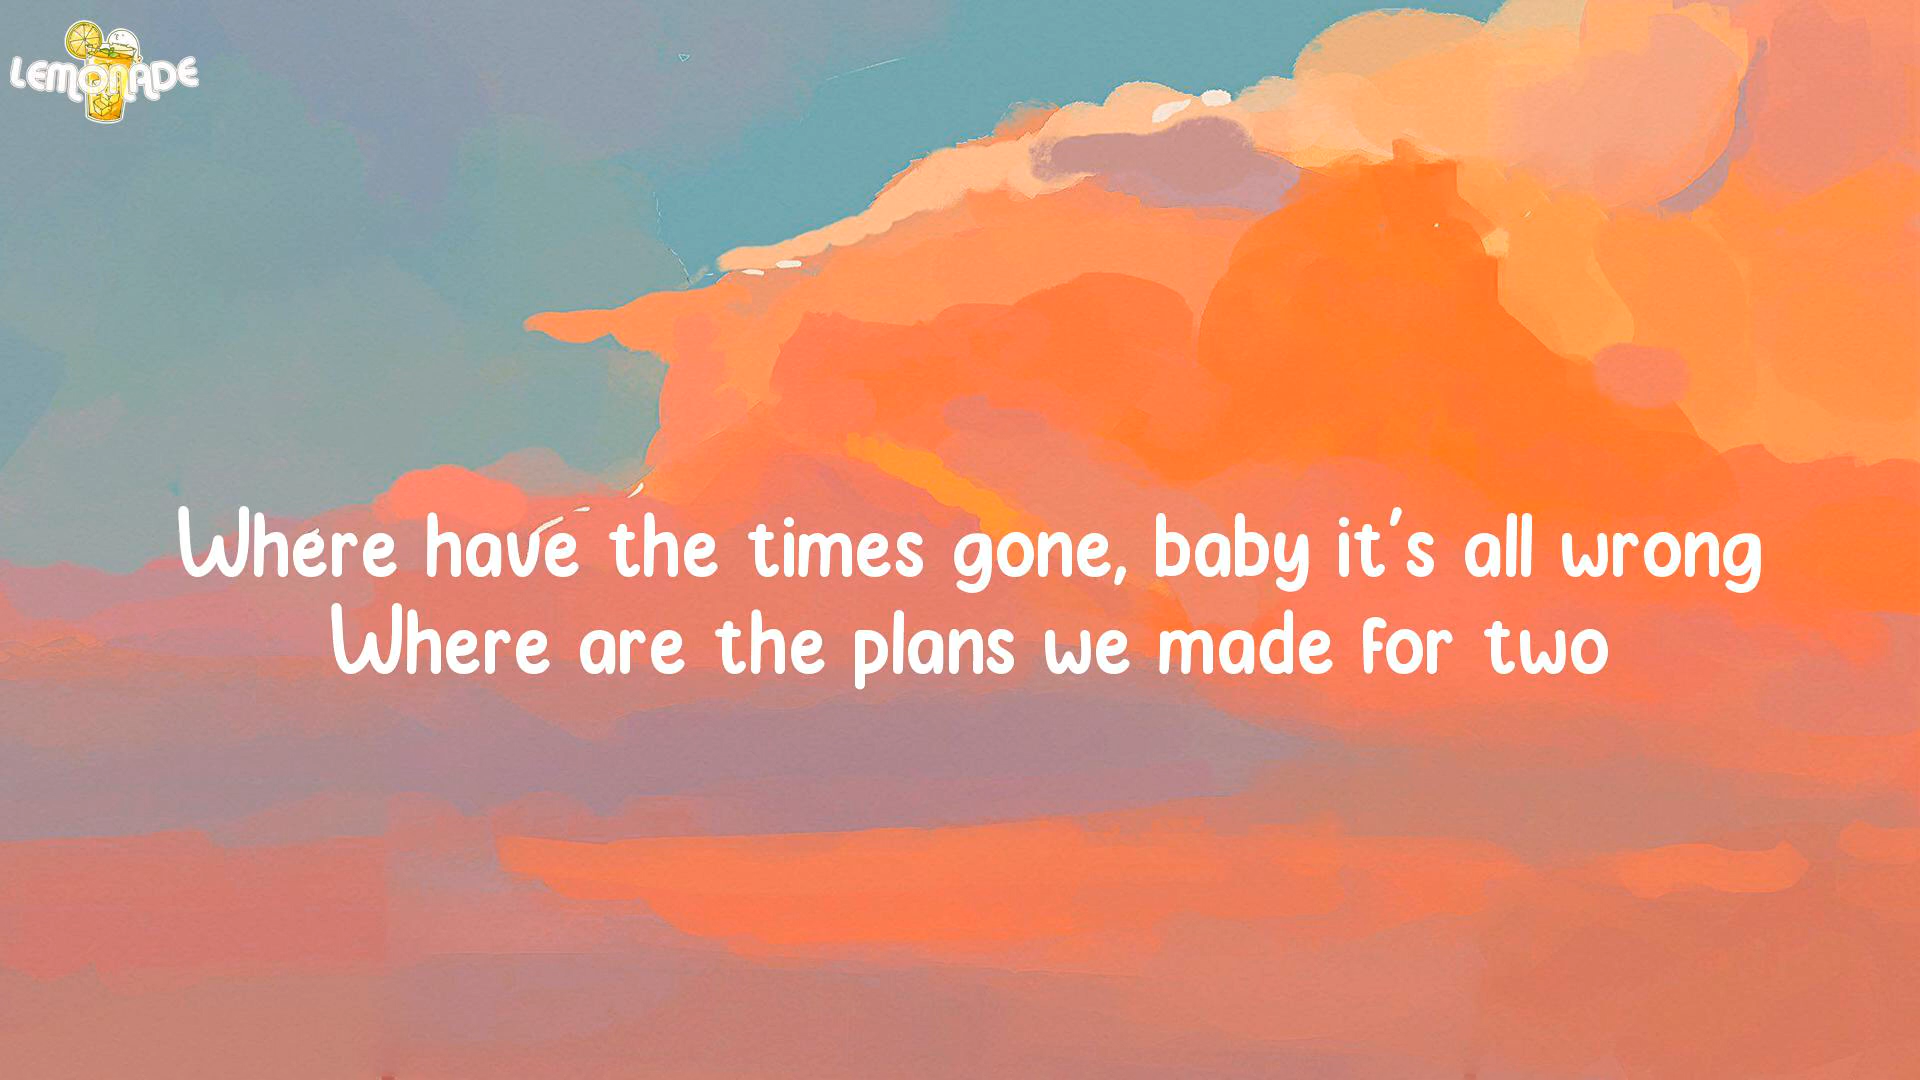 LEMONADE
Where have the times gone, baby it's all wrong
Where are the plans we made for two